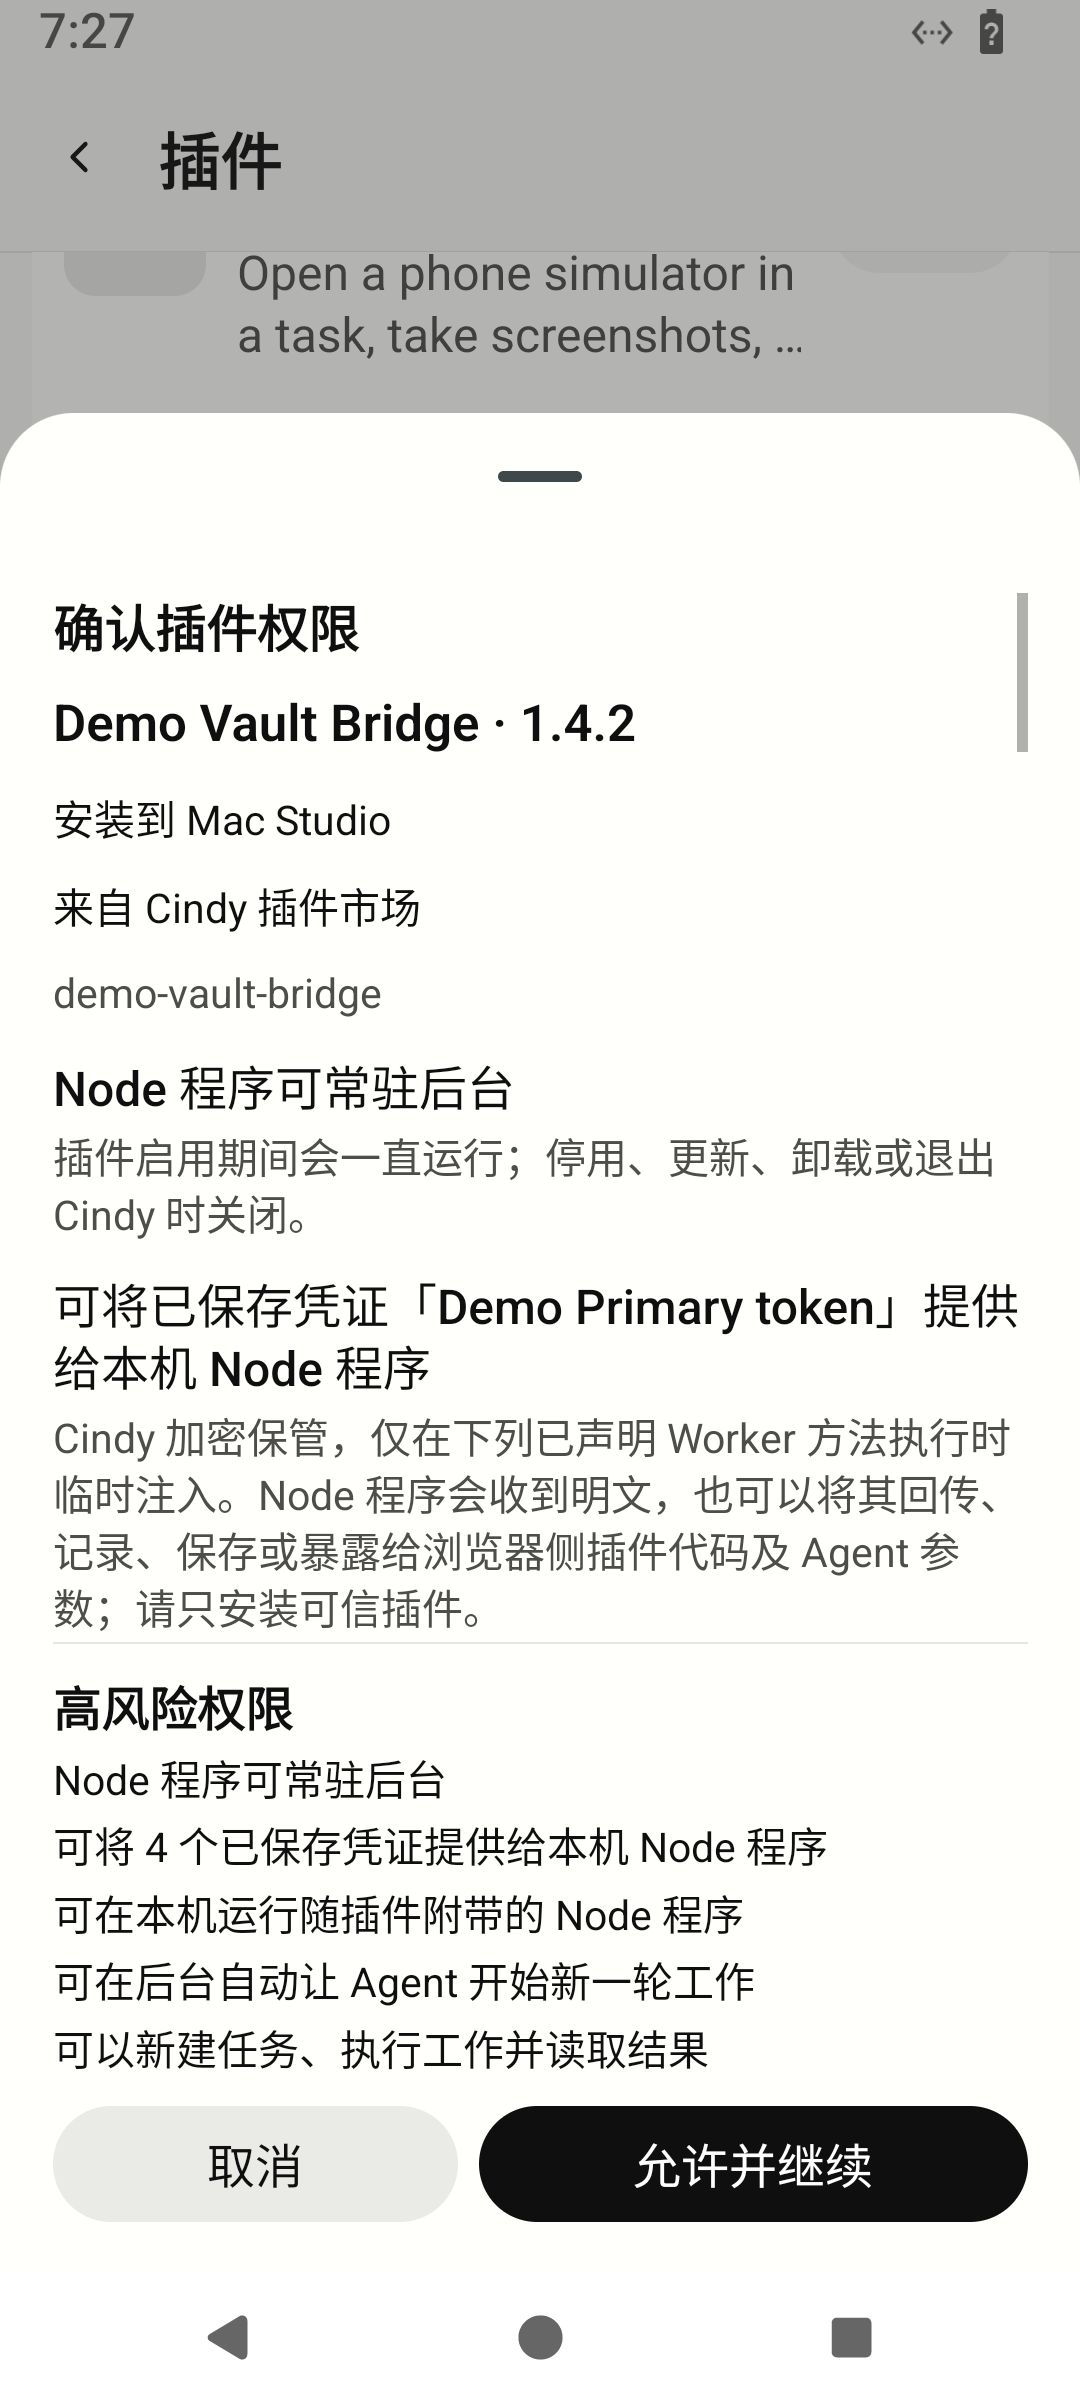 7:27
插件
Open a phone simulator in
a task, take screenshots, ...
确认插件权限
Demo Vault Bridge · 1.4.2
安装到 Mac Studio
来自 Cindy 插件市场
demo-vault-bridge
Node 程序可常驻后台
插件启用期间会一直运行；停用、更新、卸载或退出
Cindy 时关闭。
可将已保存凭证「Demo Primary token」提供
给本机 Node 程序
Cindy 加密保管，仅在下列已声明 Worker 方法执行时
临时注入。Node 程序会收到明文，也可以将其回传、
记录、保存或暴露给浏览器侧插件代码及 Agent 参
数；请只安装可信插件。
高风险权限
Node 程序可常驻后台
可将 4 个已保存凭证提供给本机 Node 程序
可在本机运行随插件附带的 Node 程序
可在后台自动让 Agent 开始新一轮工作
可以新建任务、执行工作并读取结果
取消
允许并继续